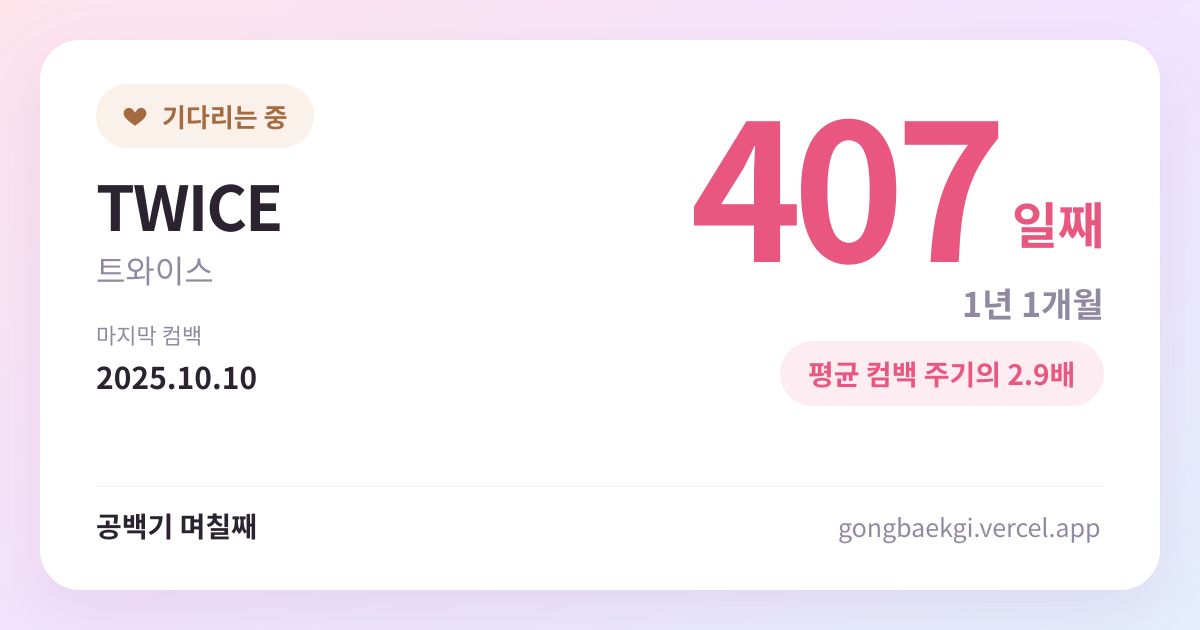 기다리는 중
TWICE
트와이스
마지막 컴백
2025.10.10
407 일째
1년 1개월
평균 컴백 주기의 2.9배
공백기 며칠째
gongbaekgi.vercel.app